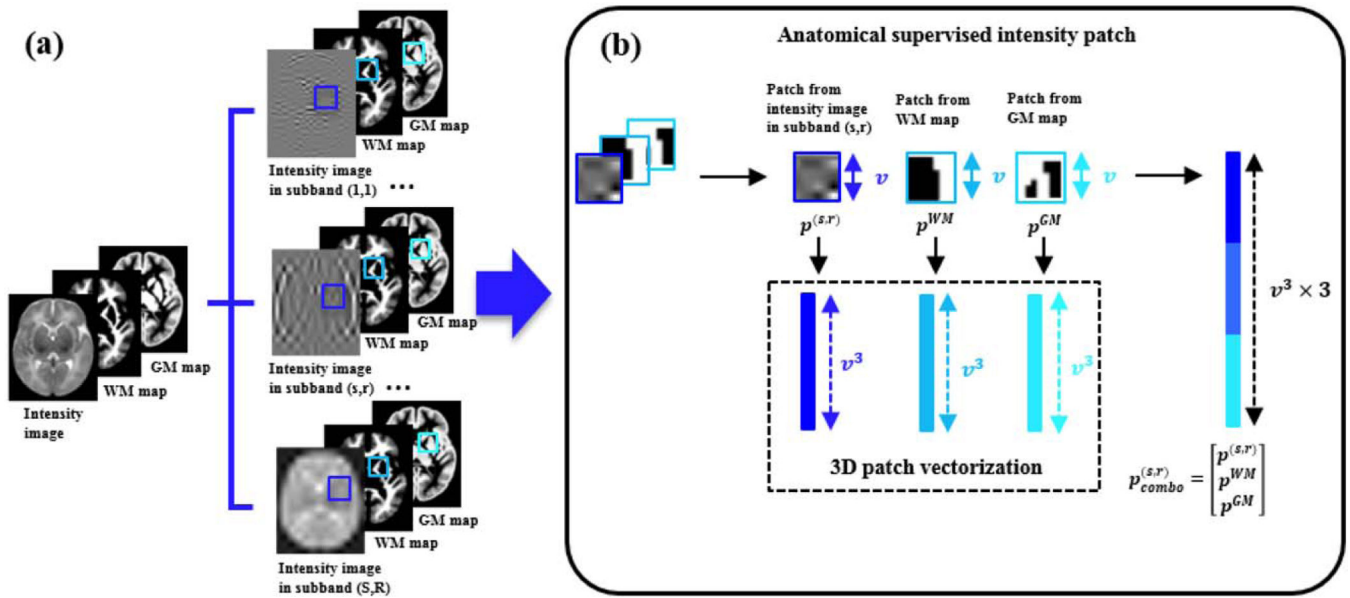 (a)
GM map
WM map
Intensity image
in subband (1,1)
...
GM map
WM map
Intensity image
in subband (s,r)
...
GM map
WM map
Intensity
image
GM map
WM map
Intensity image
in subband (S,R)
(b)
Anatomical supervised intensity patch
Patch from
intensity image
in subband (s,r)
Patch from
WM map
Patch from
GM map
v
v
v
p^(s,r)
p^WM
p^GM
v^3
v^3
v^3
3D patch vectorization
v^3 × 3
p_combo^(s,r) = [p^(s,r)
p^WM
p^GM]